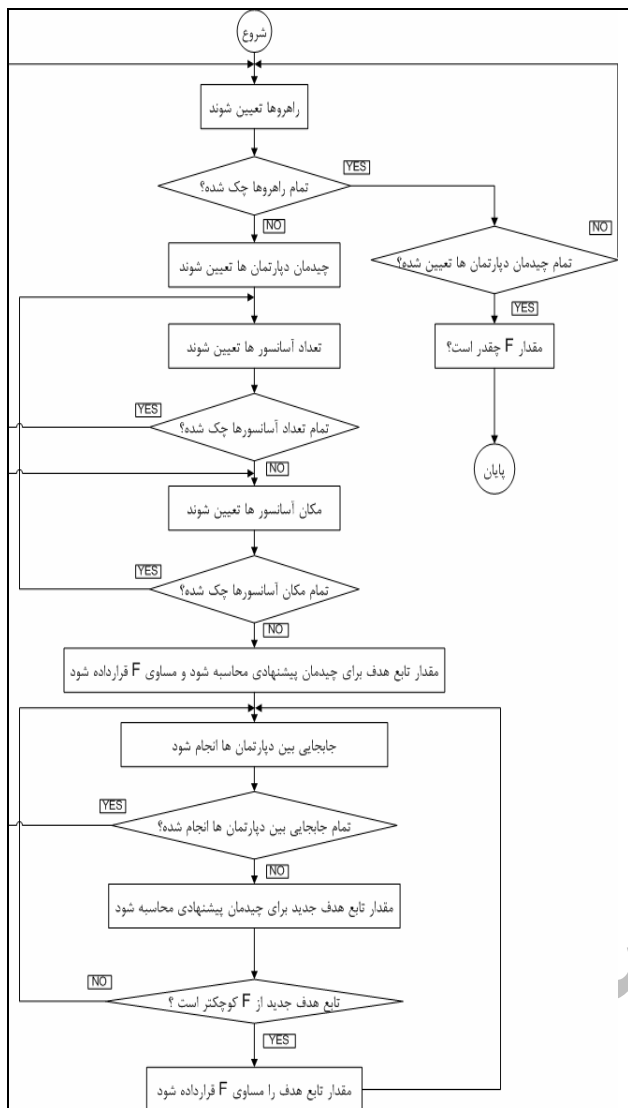 شروع
راهروها تعیین شوند
تمام راهروها چک شده؟
YES
NO
چیدمان دپارتمان ها تعیین شوند
تمام چیدمان دپارتمان ها تعیین شده؟
NO
YES
تعداد آسانسور ها تعیین شوند
مقدار F چقدر است؟
YES
تمام تعداد آسانسورها چک شده؟
NO
پایان
مکان آسانسور ها تعیین شوند
YES
تمام مکان آسانسورها چک شده؟
NO
مقدار تابع هدف برای چیدمان پیشنهادی محاسبه شود و مساوی F قرارداده شود
جابجایی بین دپارتمان ها انجام شود
YES
تمام جابجایی بین دپارتمان ها انجام شده؟
NO
مقدار تابع هدف جدید برای چیدمان پیشنهادی محاسبه شود
NO
تابع هدف جدید از F کوچکتر است ؟
YES
مقدار تابع هدف را مساوی F قرارداده شود